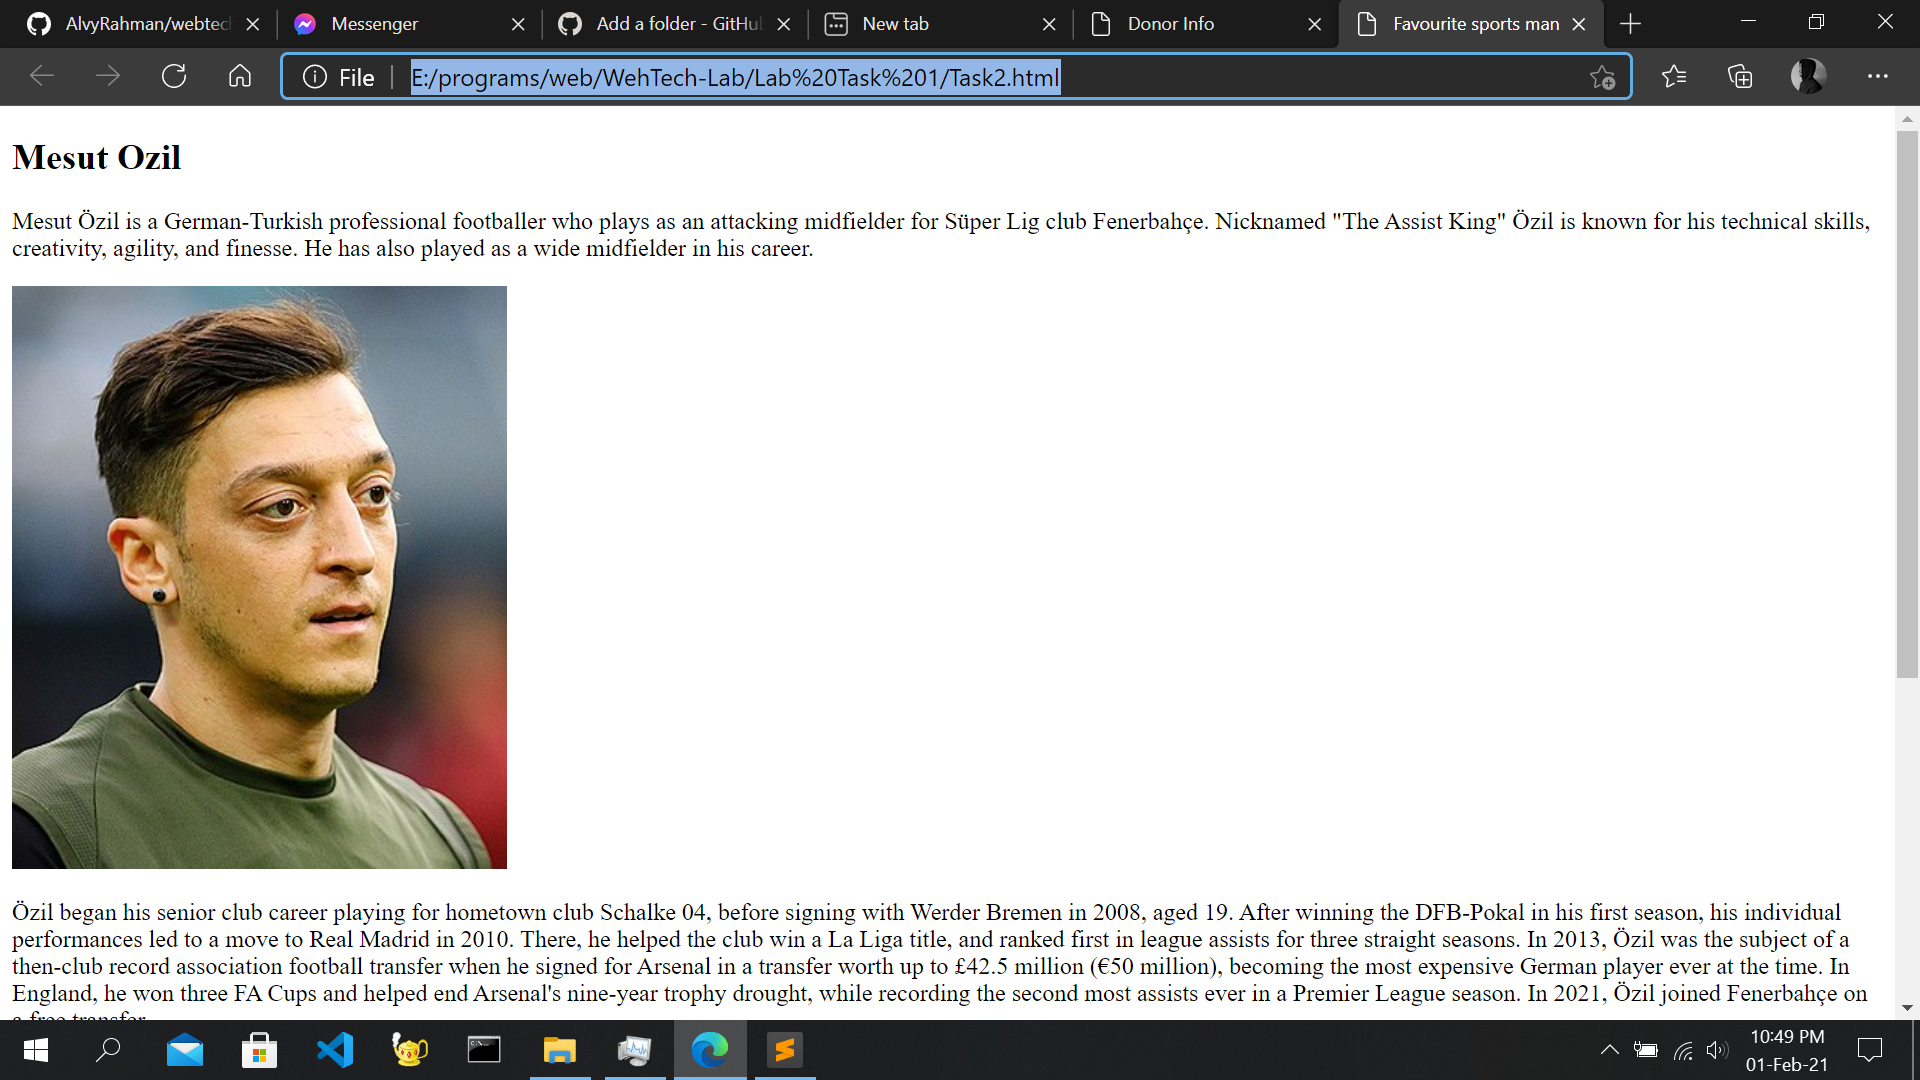 AlvyRahman/webtec
Messenger
Add a folder - GitHu
New tab
Donor Info
Favourite sports man
File
E:/programs/web/WehTech-Lab/Lab%20Task%201/Task2.html
Mesut Ozil
Mesut Özil is a German-Turkish professional footballer who plays as an attacking midfielder for Süper Lig club Fenerbahçe. Nicknamed "The Assist King" Özil is known for his technical skills,
creativity, agility, and finesse. He has also played as a wide midfielder in his career.
Özil began his senior club career playing for hometown club Schalke 04, before signing with Werder Bremen in 2008, aged 19. After winning the DFB-Pokal in his first season, his individual
performances led to a move to Real Madrid in 2010. There, he helped the club win a La Liga title, and ranked first in league assists for three straight seasons. In 2013, Özil was the subject of a
then-club record association football transfer when he signed for Arsenal in a transfer worth up to £42.5 million (€50 million), becoming the most expensive German player ever at the time. In
England, he won three FA Cups and helped end Arsenal's nine-year trophy drought, while recording the second most assists ever in a Premier League season. In 2021, Özil joined Fenerbahçe on
a free transfer.
10:49 PM
01-Feb-21